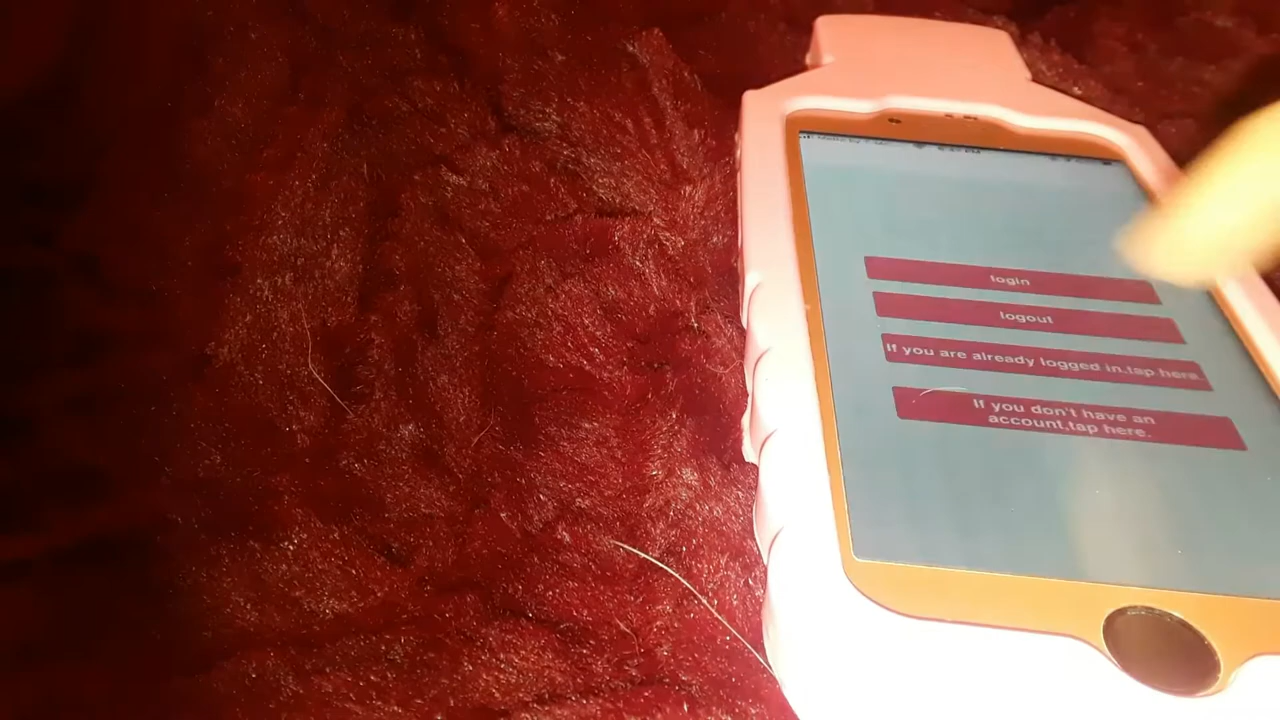 login
logout
If you are already logged in,tap here.
If you don't have an
account,tap here.